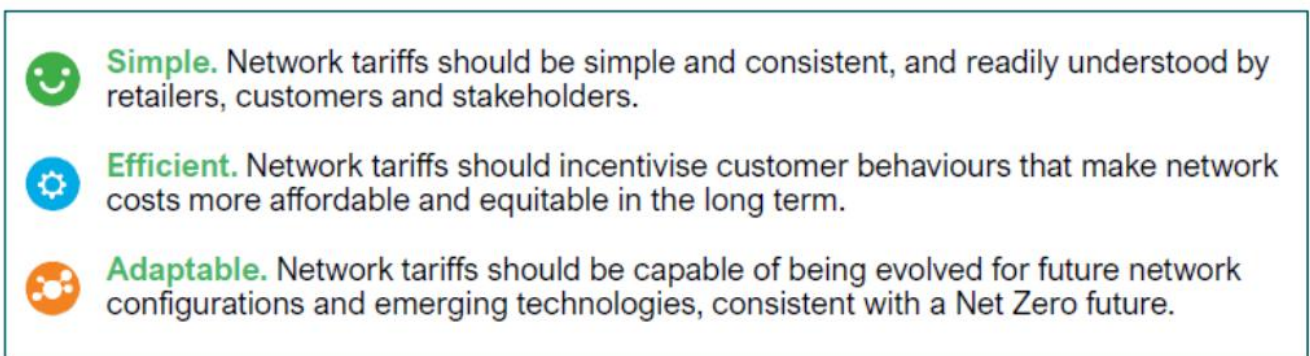 Simple. Network tariffs should be simple and consistent, and readily understood by
retailers, customers and stakeholders.
Efficient. Network tariffs should incentivise customer behaviours that make network
costs more affordable and equitable in the long term.
Adaptable. Network tariffs should be capable of being evolved for future network
configurations and emerging technologies, consistent with a Net Zero future.